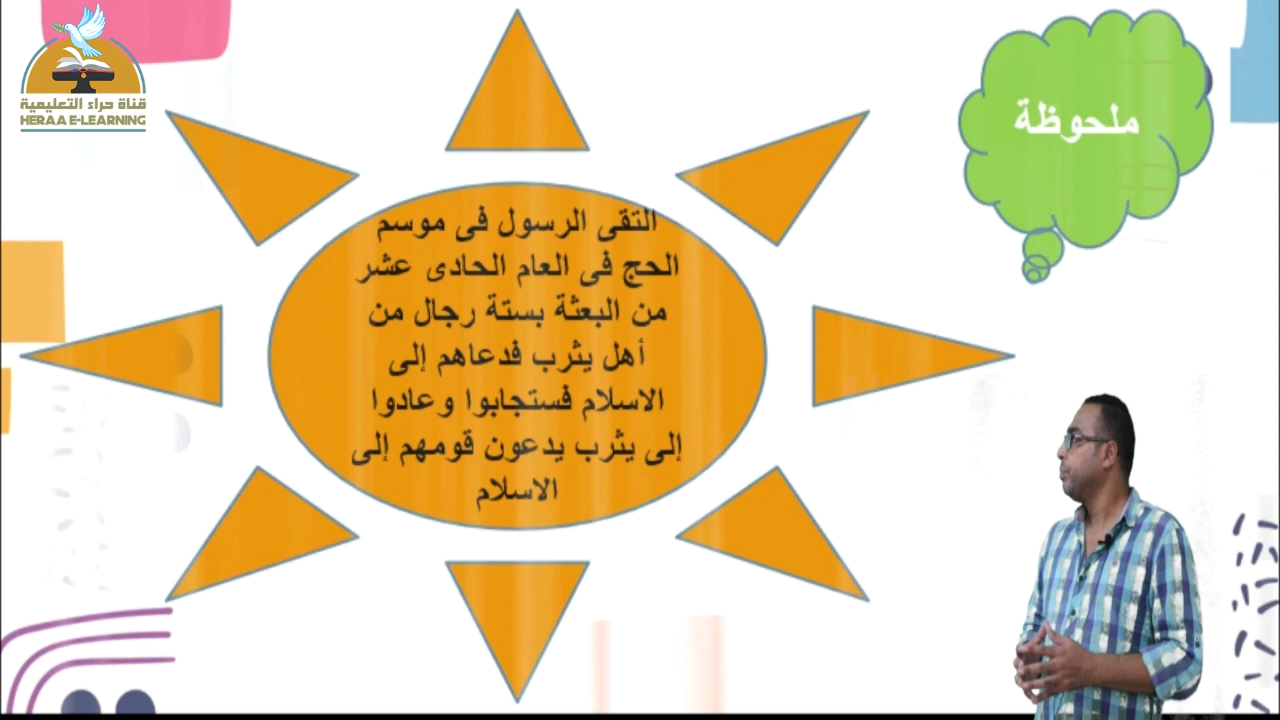 قناة حراء التعليمية
HERAA E-LEARNING
ملحوظة
التقى الرسول فى موسم
الحج فى العام الحادى عشر
من البعثة بستة رجال من
أهل يثرب فدعاهم إلى
الاسلام فستجابوا وعادوا
إلى يثرب يدعون قومهم إلى
الاسلام